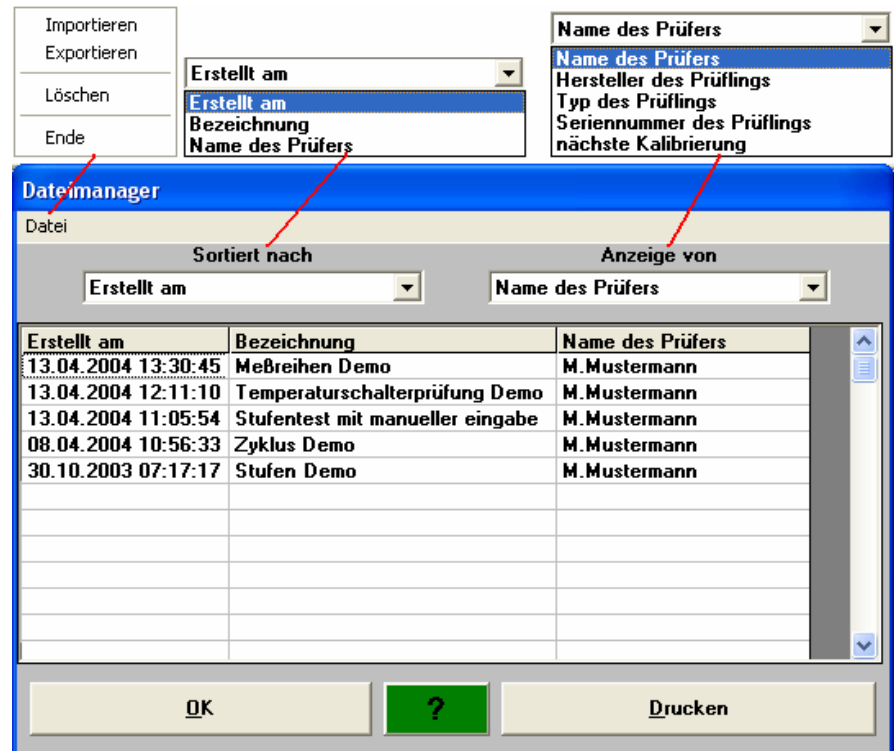 Importieren
Exportieren
Löschen
Ende
Erstellt am
Erstellt am
Bezeichnung
Name des Prüfers
Name des Prüfers
Name des Prüfers
Hersteller des Prüflings
Typ des Prüflings
Seriennummer des Prüflings
nächste Kalibrierung
Dateimanager
Datei
Sortiert nach Anzeige von
Erstellt am Name des Prüfers
Erstellt am Bezeichnung Name des Prüfers
13.04.2004 13:30:45 Meßreihen Demo M.Mustermann
13.04.2004 12:11:10 Temperaturschalterprüfung Demo M.Mustermann
13.04.2004 11:05:54 Stufentest mit manueller eingabe M.Mustermann
08.04.2004 10:56:33 Zyklus Demo M.Mustermann
30.10.2003 07:17:17 Stufen Demo M.Mustermann
OK ? Drucken